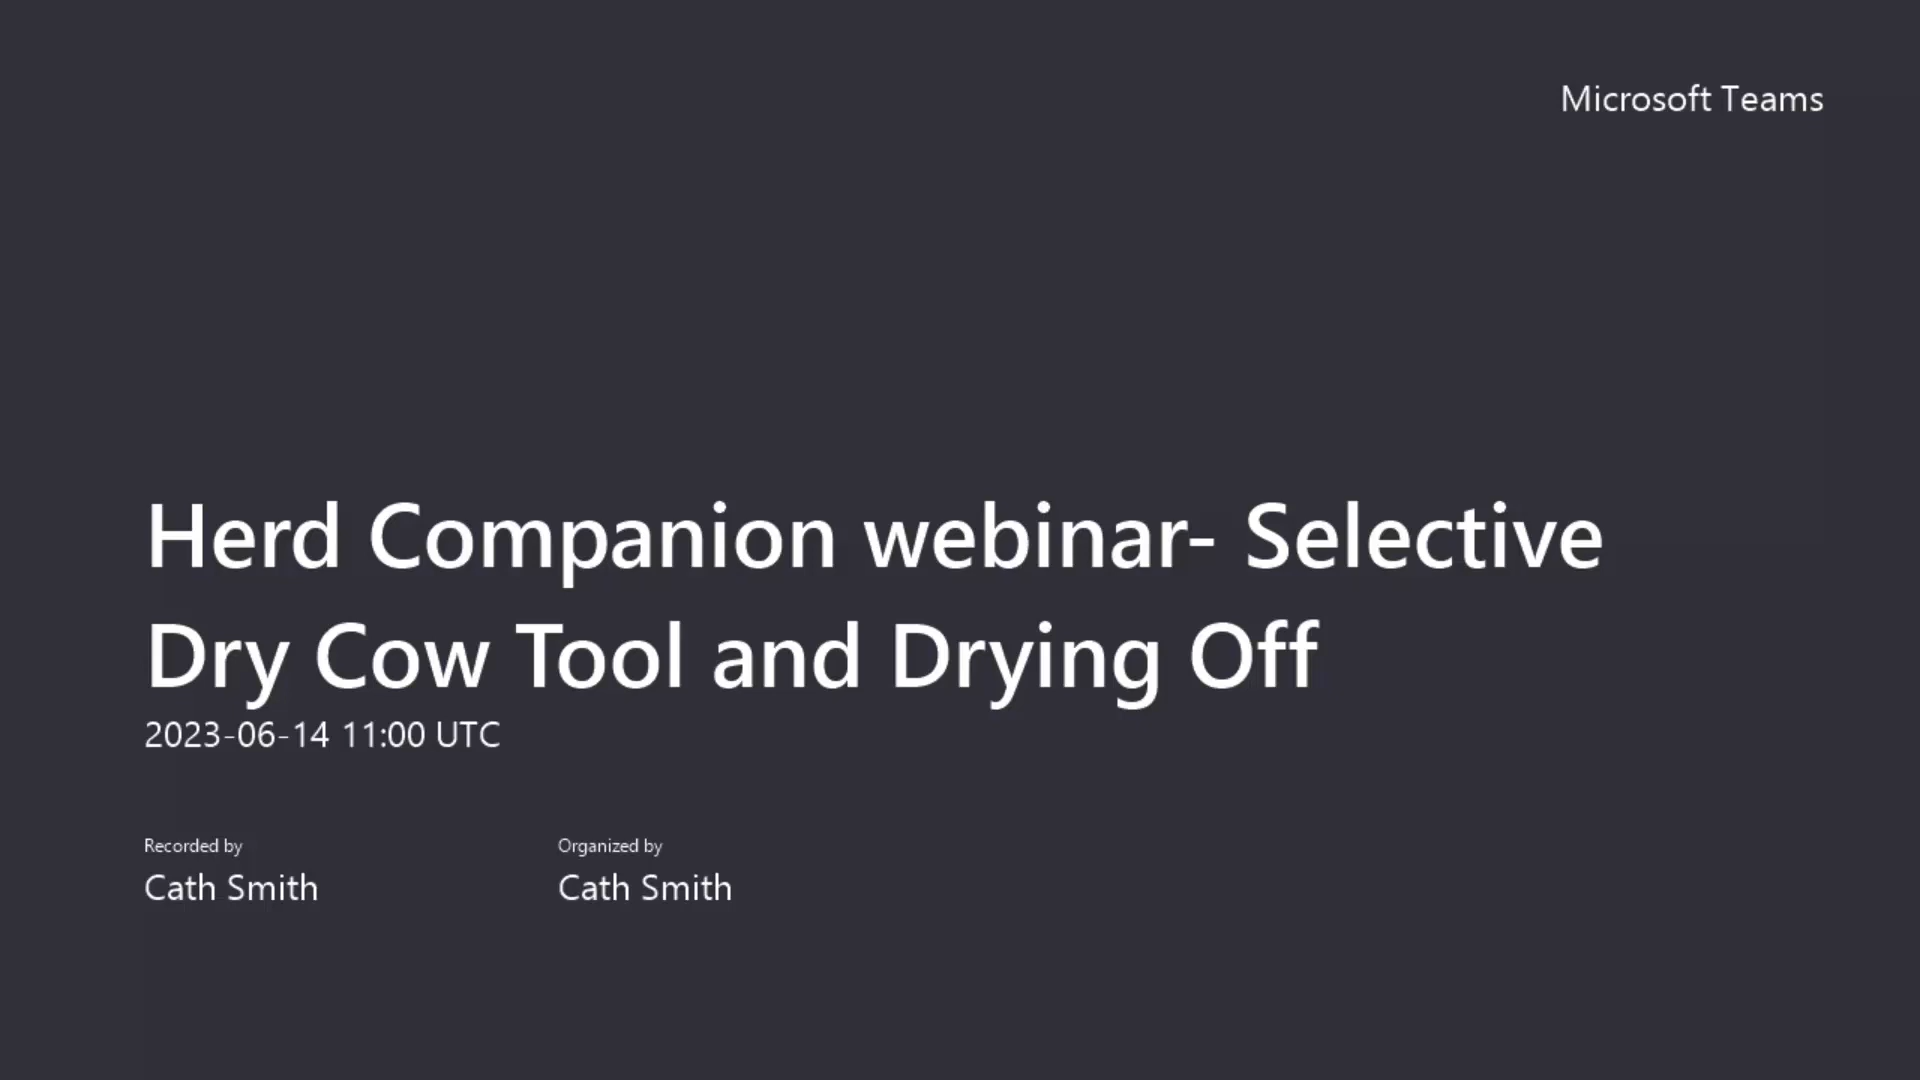 Microsoft Teams
Herd Companion webinar- Selective
Dry Cow Tool and Drying Off
2023-06-14 11:00 UTC
Recorded by
Cath Smith
Organized by
Cath Smith